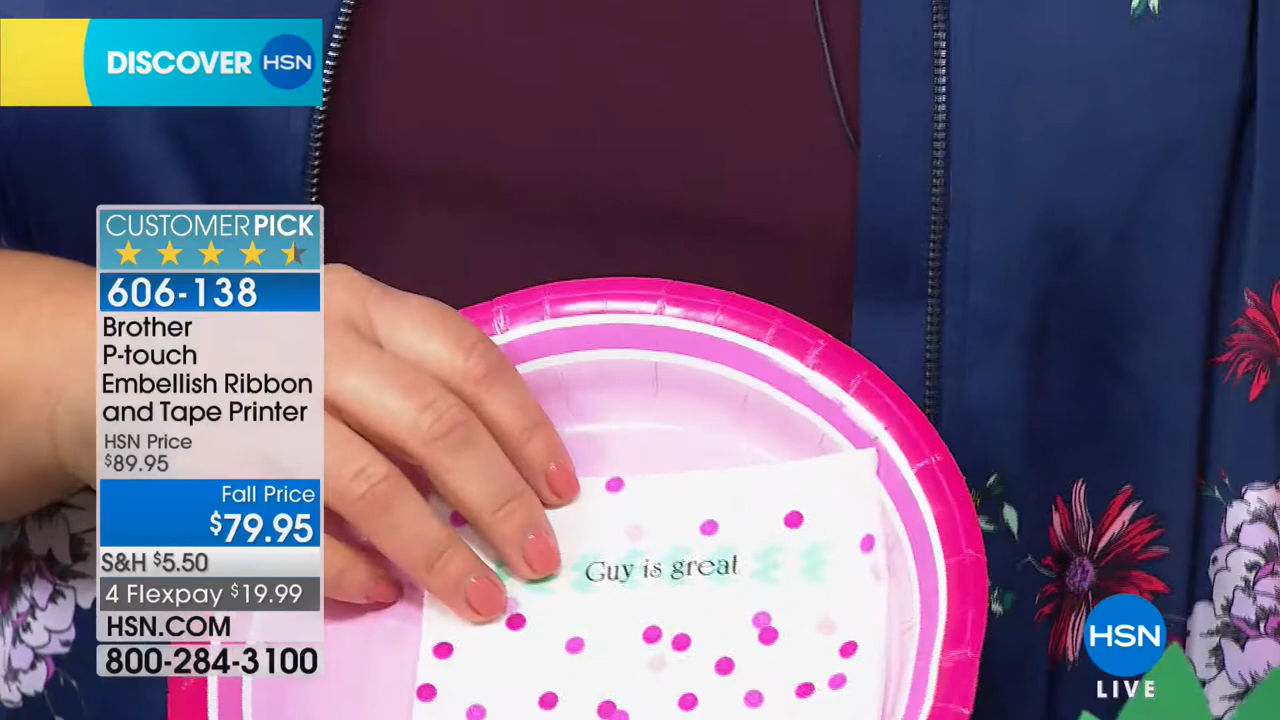 DISCOVER HSN
CUSTOMER PICK
606-138
Brother
P-touch
Embellish Ribbon
and Tape Printer
HSN Price
$89.95
Fall Price
$79.95
S&H $5.50
4 Flexpay $19.99
HSN.COM
800-284-3100
Guy is great
HSN
LIVE